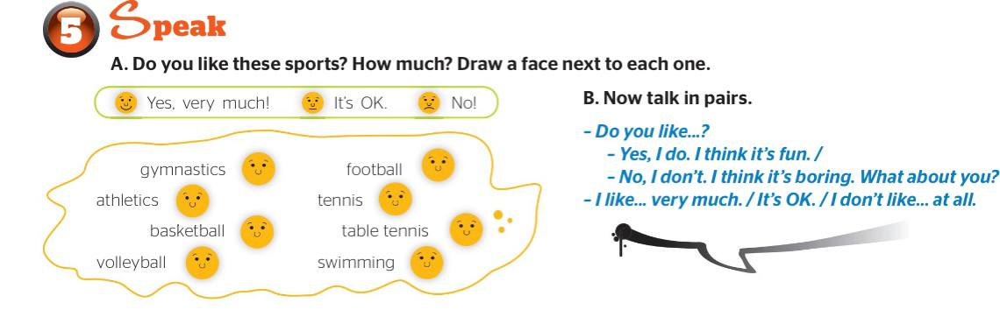 5 Speak
A. Do you like these sports? How much? Draw a face next to each one.
Yes, very much! It's OK. No!
gymnastics
football
athletics
tennis
basketball
table tennis
volleyball
swimming
B. Now talk in pairs.
– Do you like...?
– Yes, I do. I think it's fun. /
– No, I don't. I think it's boring. What about you?
– I like... very much. / It's OK. / I don't like... at all.